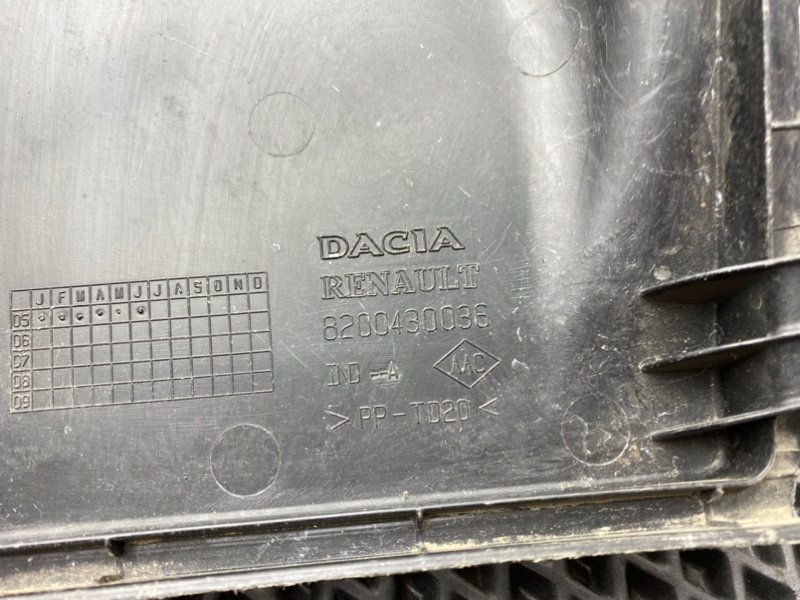 DACIA
RENAULT
8200430036
IND-A MC
>PP-TD20<
J F M A M J J A S O N D
05
06
07
08
09